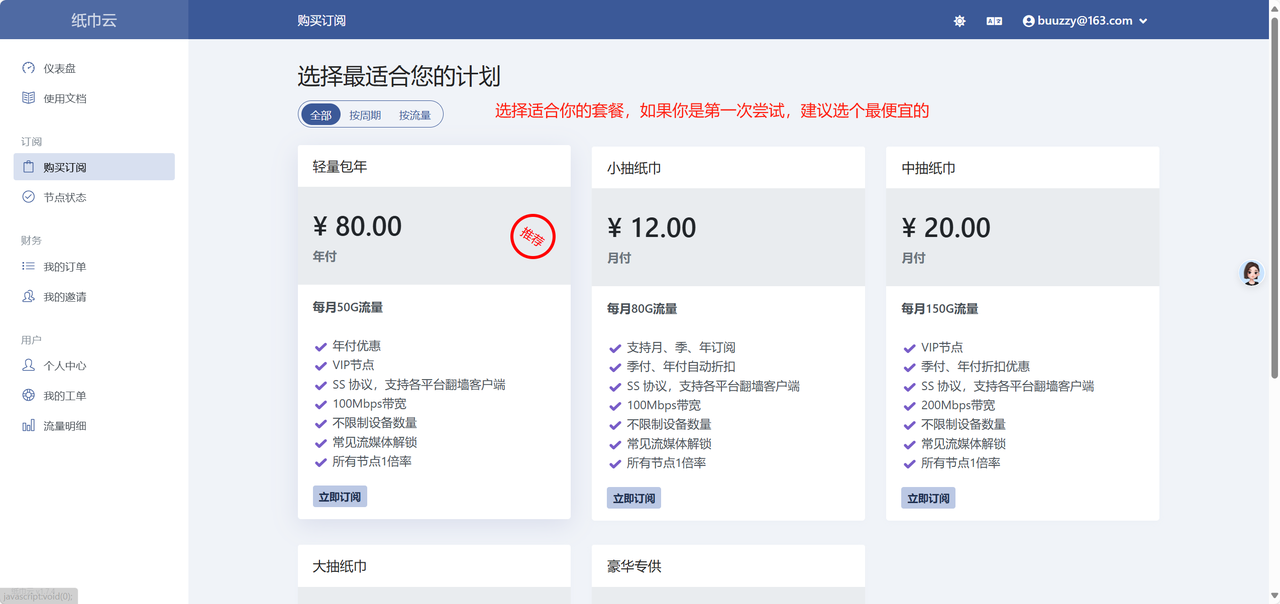 纸巾云
购买订阅
buuzzy@163.com
仪表盘
使用文档
订阅
购买订阅
节点状态
财务
我的订单
我的邀请
用户
个人中心
我的工单
流量明细
选择最适合您的计划
全部 按周期 按流量
选择适合你的套餐，如果你是第一次尝试，建议选个最便宜的
轻量包年
¥ 80.00
年付
推荐
每月50G流量
年付优惠
VIP节点
SS 协议，支持各平台翻墙客户端
100Mbps带宽
不限制设备数量
常见流媒体解锁
所有节点1倍率
立即订阅
小抽纸巾
¥ 12.00
月付
每月80G流量
支持月、季、年订阅
季付、年付自动折扣
SS 协议，支持各平台翻墙客户端
100Mbps带宽
不限制设备数量
常见流媒体解锁
所有节点1倍率
立即订阅
中抽纸巾
¥ 20.00
月付
每月150G流量
VIP节点
季付、年付折扣优惠
SS 协议，支持各平台翻墙客户端
200Mbps带宽
不限制设备数量
常见流媒体解锁
所有节点1倍率
立即订阅
大抽纸巾
豪华专供
javascript:void(0);